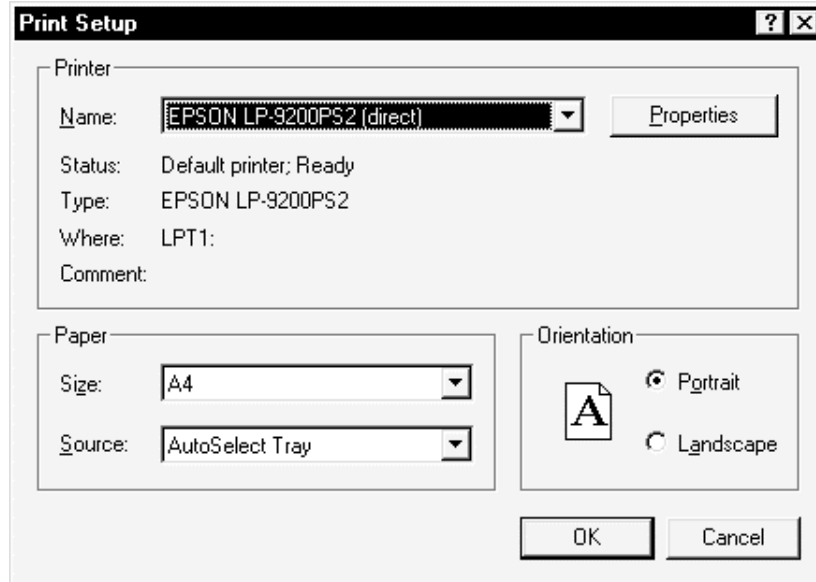 Print Setup
Printer
Name: EPSON LP-9200PS2 (direct) Properties
Status: Default printer; Ready
Type: EPSON LP-9200PS2
Where: LPT1:
Comment:
Paper
Size: A4
Source: AutoSelect Tray
Orientation
A
Portrait
Landscape
OK Cancel